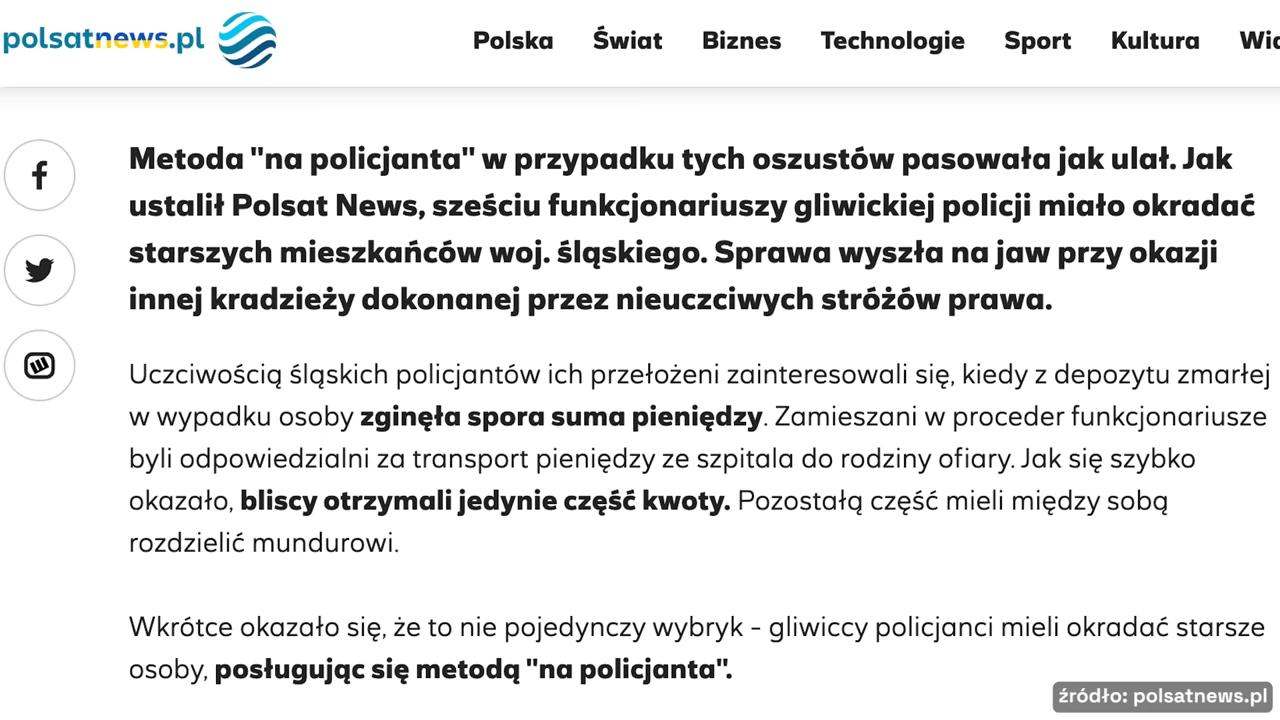 polsatnews.pl
Polska Świat Biznes Technologie Sport Kultura
Metoda "na policjanta" w przypadku tych oszustów pasowała jak ulał. Jak
ustalił Polsat News, sześciu funkcjonariuszy gliwickiej policji miało okradać
starszych mieszkańców woj. śląskiego. Sprawa wyszła na jaw przy okazji
innej kradzieży dokonanej przez nieuczciwych stróżów prawa.
Uczciwością śląskich policjantów ich przełożeni zainteresowali się, kiedy z depozytu zmarłej
w wypadku osoby zginęła spora suma pieniędzy. Zamieszani w proceder funkcjonariusze
byli odpowiedzialni za transport pieniędzy ze szpitala do rodziny ofiary. Jak się szybko
okazało, bliscy otrzymali jedynie część kwoty. Pozostałą część mieli między sobą
rozdzielić mundurowi.
Wkrótce okazało się, że to nie pojedynczy wybryk - gliwiccy policjanci mieli okradać starsze
osoby, posługując się metodą "na policjanta".
źródło: polsatnews.pl